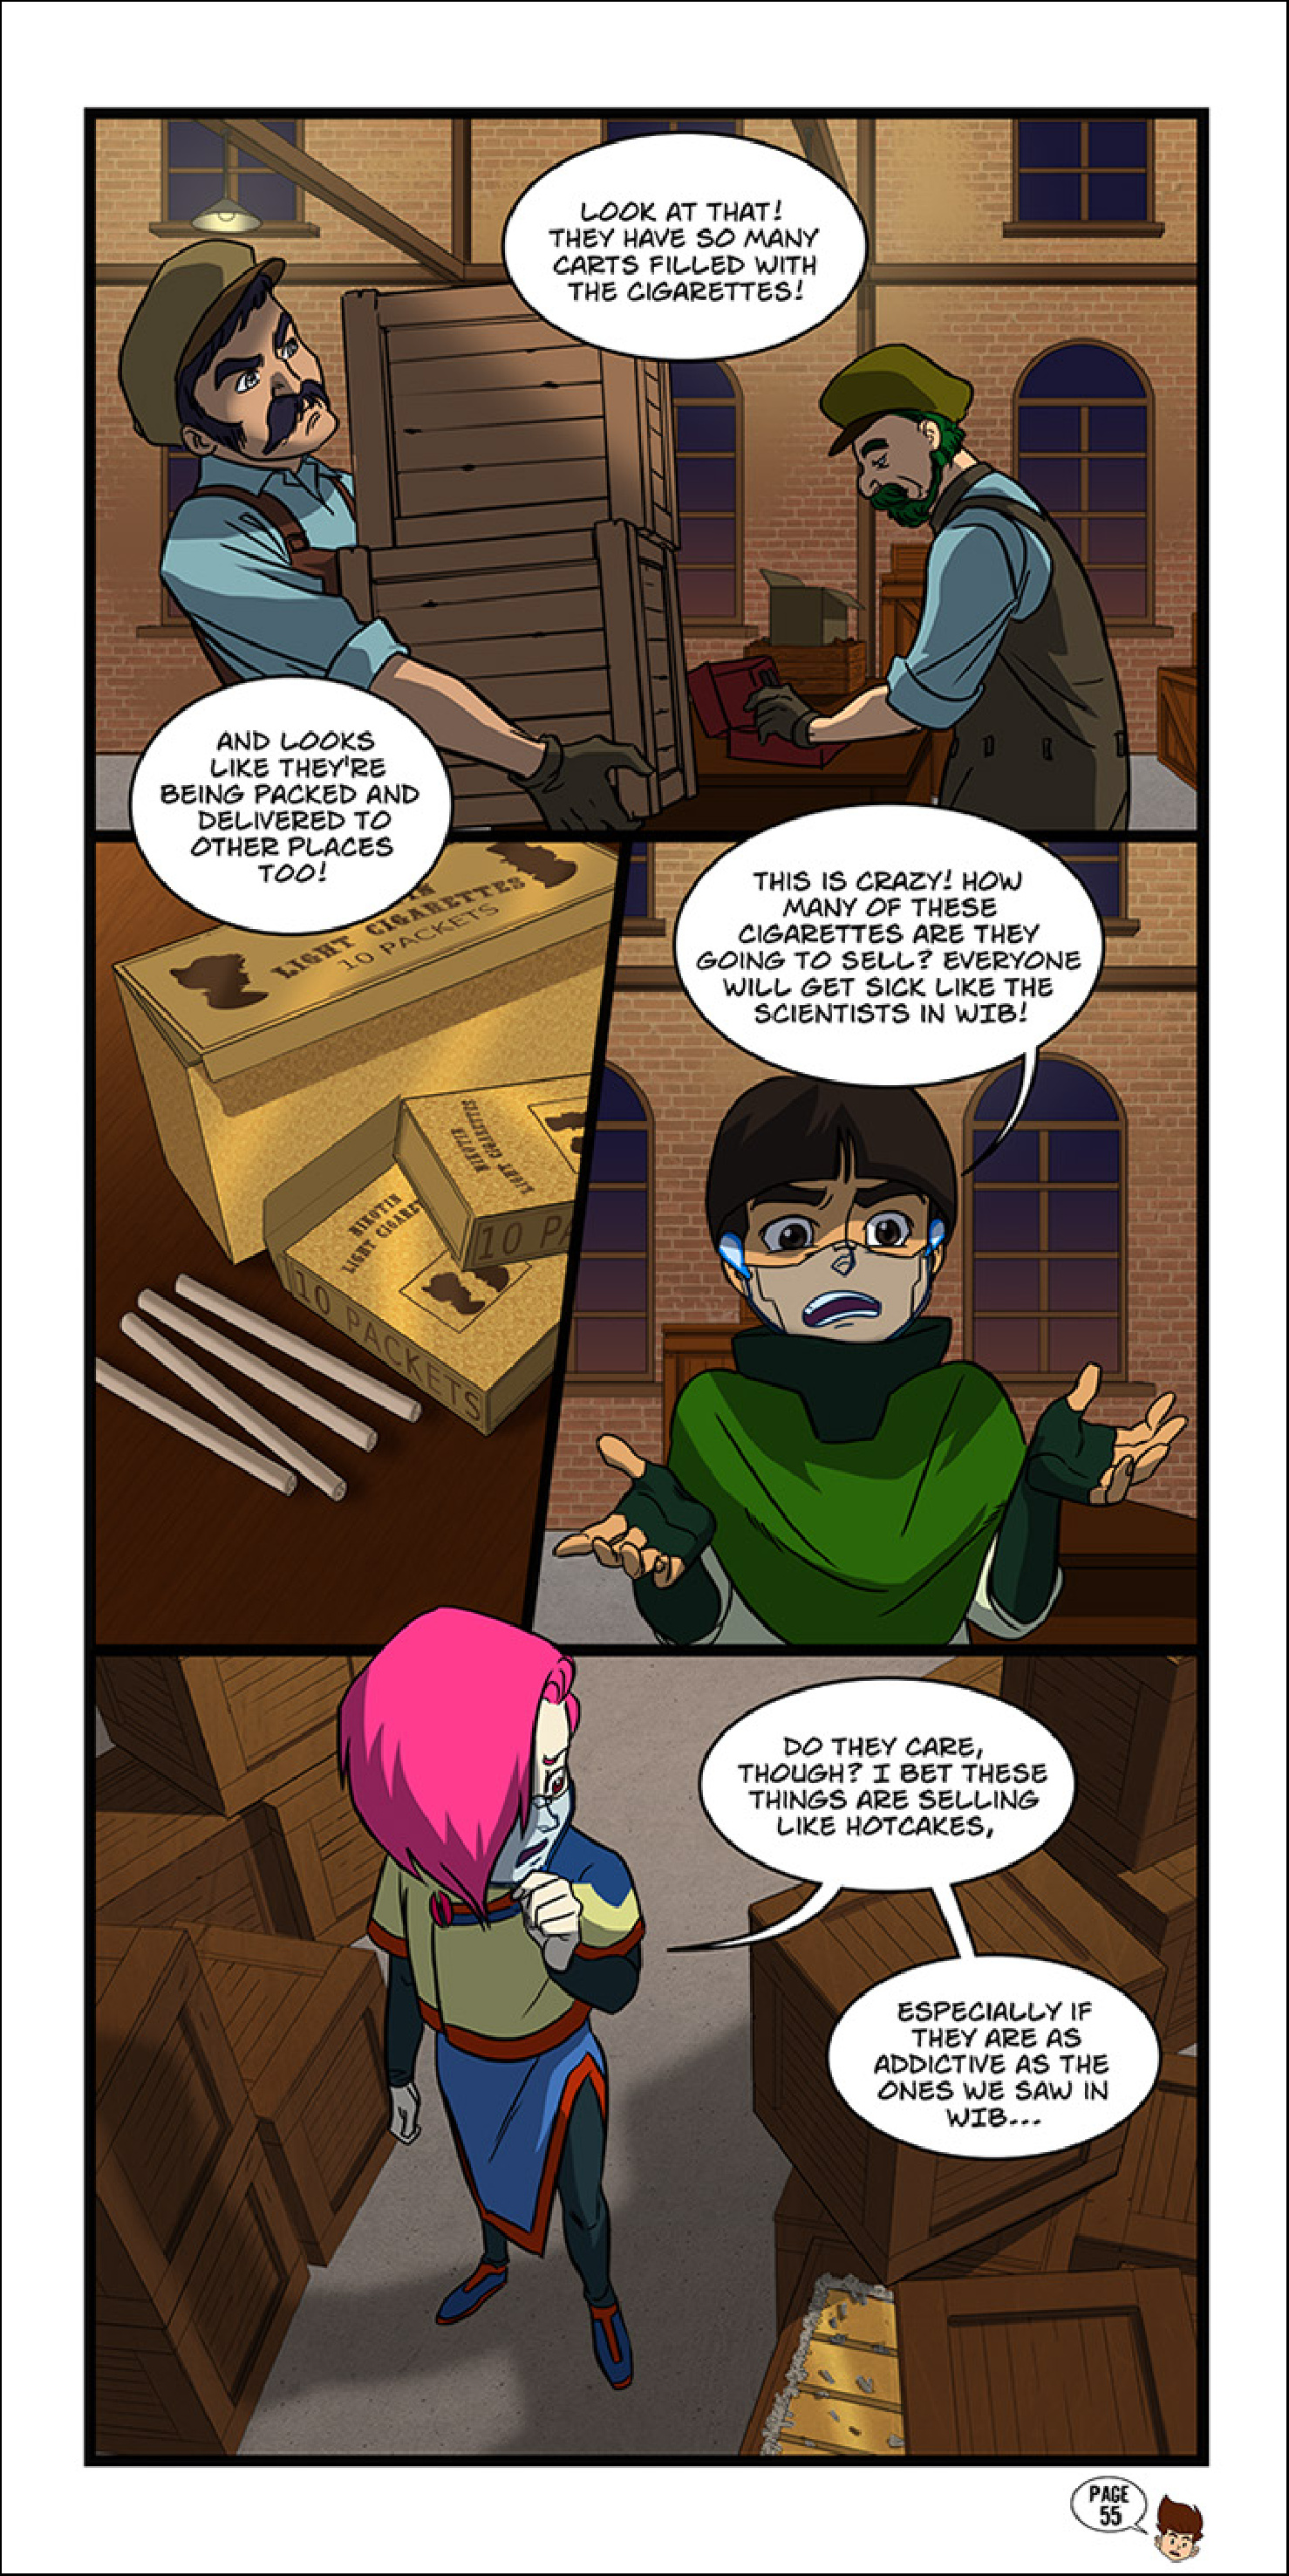 LOOK AT THAT!
THEY HAVE SO MANY
CARTS FILLED WITH
THE CIGARETTES!
AND LOOKS
LIKE THEY'RE
BEING PACKED AND
DELIVERED TO
OTHER PLACES
TOO!
LIGHT CIGARETTES
10 PACKETS
NIKOTIN
LIGHT CIGARETTES
10 PA
NIKOTIN
LIGHT CIGARET
10 PACKETS
THIS IS CRAZY! HOW
MANY OF THESE
CIGARETTES ARE THEY
GOING TO SELL? EVERYONE
WILL GET SICK LIKE THE
SCIENTISTS IN WIB!
DO THEY CARE,
THOUGH? I BET THESE
THINGS ARE SELLING
LIKE HOTCAKES,
ESPECIALLY IF
THEY ARE AS
ADDICTIVE AS THE
ONES WE SAW IN
WIB...
PAGE
55